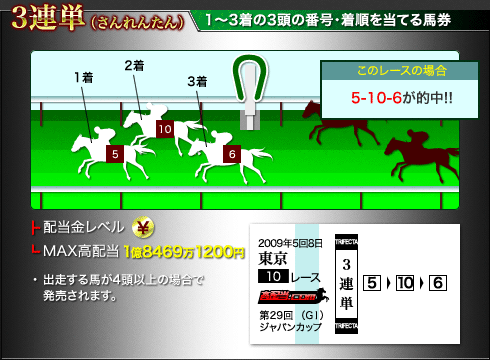 3連単（さんれんたん）
1～3着の3頭の番号・着順を当てる馬券
このレースの場合
5-10-6が的中!!
1着
2着
3着
5
10
6
配当金レベル ¥
MAX高配当 1億8469万1200円
・ 出走する馬が4頭以上の場合で
発売されます。
2009年5回8日
東京
10 レース
第29回 （GⅠ）
ジャパンカップ
TRIFECTA
3連単
TRIFECTA
5 → 10 → 6